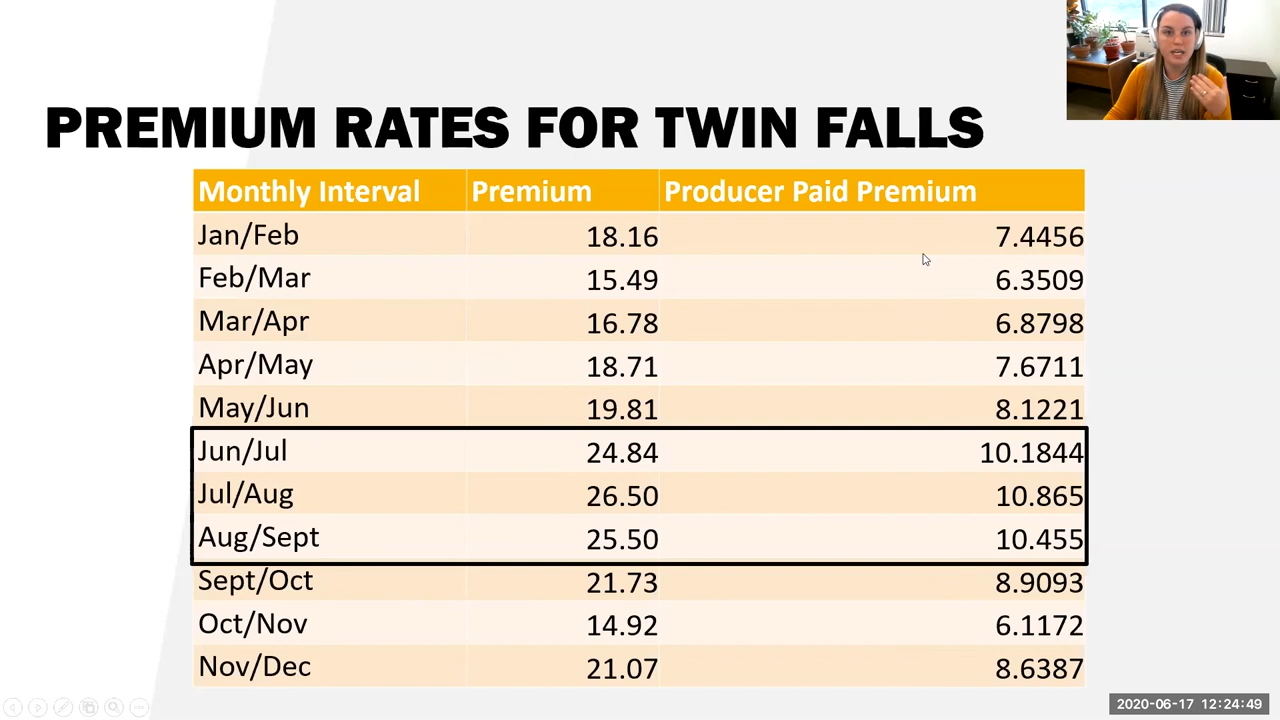 PREMIUM RATES FOR TWIN FALLS
Monthly Interval Premium Producer Paid Premium
Jan/Feb 18.16 7.4456
Feb/Mar 15.49 6.3509
Mar/Apr 16.78 6.8798
Apr/May 18.71 7.6711
May/Jun 19.81 8.1221
Jun/Jul 24.84 10.1844
Jul/Aug 26.50 10.865
Aug/Sept 25.50 10.455
Sept/Oct 21.73 8.9093
Oct/Nov 14.92 6.1172
Nov/Dec 21.07 8.6387
2020-06-17 12:24:49